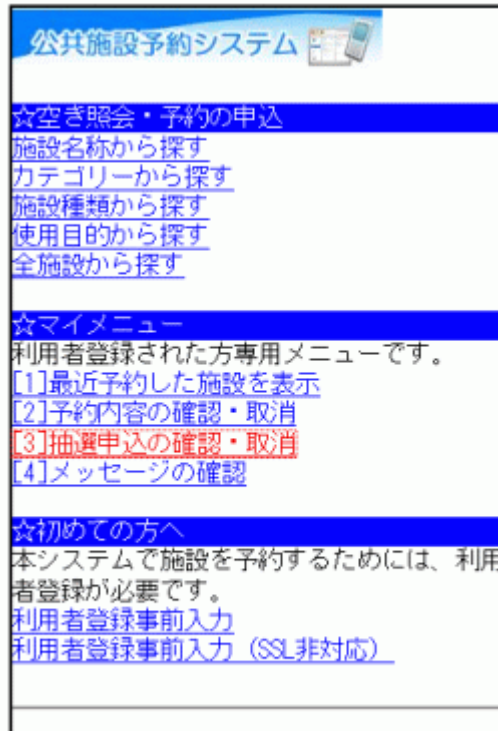 公共施設予約システム
☆空き照会・予約の申込
施設名称から探す
カテゴリーから探す
施設種類から探す
使用目的から探す
全施設から探す
☆マイメニュー
利用者登録された方専用メニューです。
[1]最近予約した施設を表示
[2]予約内容の確認・取消
[3]抽選申込の確認・取消
[4]メッセージの確認
☆初めての方へ
本システムで施設を予約するためには、利用
者登録が必要です。
利用者登録事前入力
利用者登録事前入力（SSL非対応）